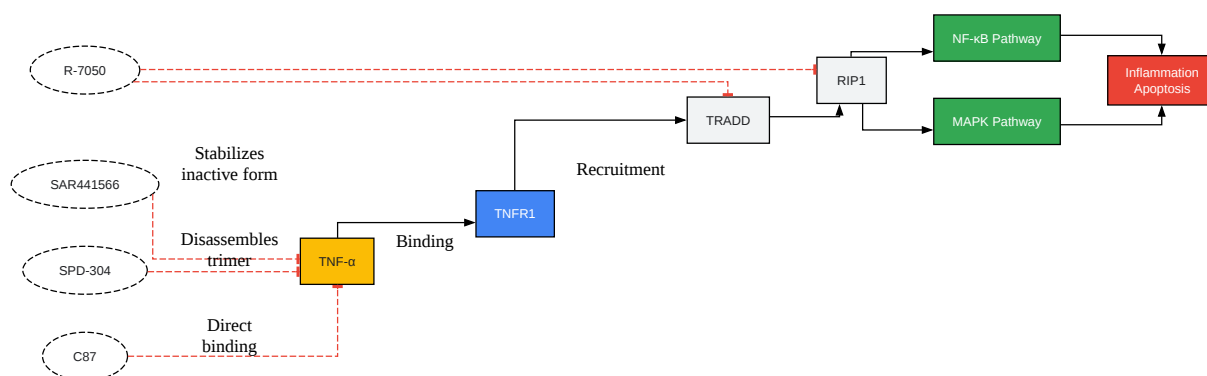 R-7050
SAR441566
SPD-304
C87
Stabilizes
inactive form
Disassembles
trimer
Direct
binding
TNF-α
Binding
TNFR1
Recruitment
TRADD
RIP1
NF-κB Pathway
MAPK Pathway
Inflammation
Apoptosis